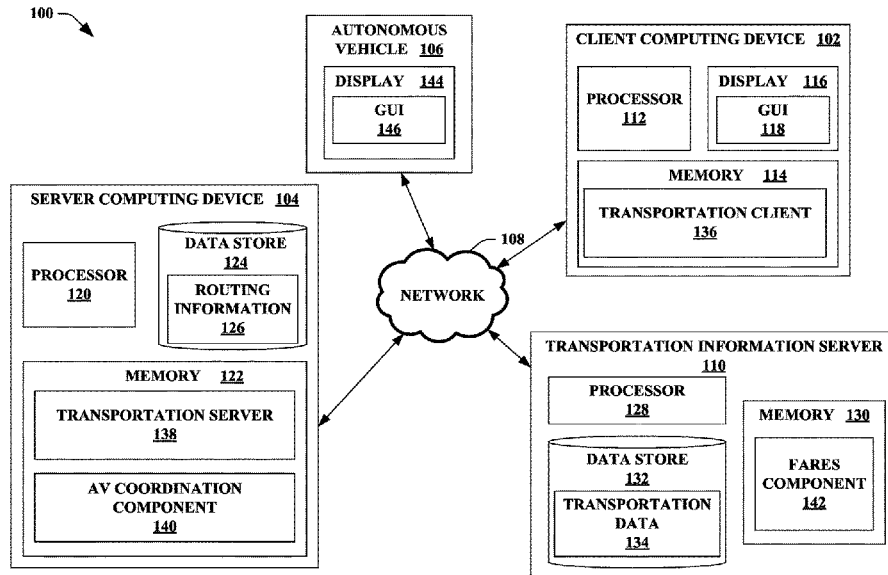 100
AUTONOMOUS
VEHICLE 106
DISPLAY 144
GUI
146
CLIENT COMPUTING DEVICE 102
PROCESSOR
112
DISPLAY 116
GUI
118
MEMORY 114
TRANSPORTATION CLIENT
136
SERVER COMPUTING DEVICE 104
PROCESSOR
120
DATA STORE
124
ROUTING
INFORMATION
126
MEMORY 122
TRANSPORTATION SERVER
138
AV COORDINATION
COMPONENT
140
108
NETWORK
TRANSPORTATION INFORMATION SERVER
110
PROCESSOR
128
DATA STORE
132
TRANSPORTATION
DATA
134
MEMORY 130
FARES
COMPONENT
142